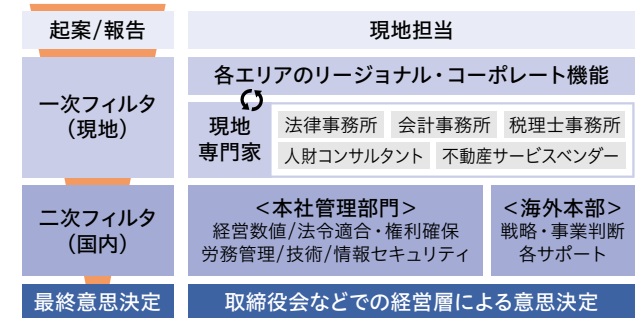 起案/報告
現地担当
一次フィルタ
(現地)
各エリアのリージョナル・コーポレート機能
現地
専門家
法律事務所 会計事務所 税理士事務所
人財コンサルタント 不動産サービスベンダー
二次フィルタ
(国内)
<本社管理部門>
経営数値/法令適合・権利確保
労務管理/技術/情報セキュリティ
<海外本部>
戦略・事業判断
各サポート
最終意思決定
取締役会などでの経営層による意思決定